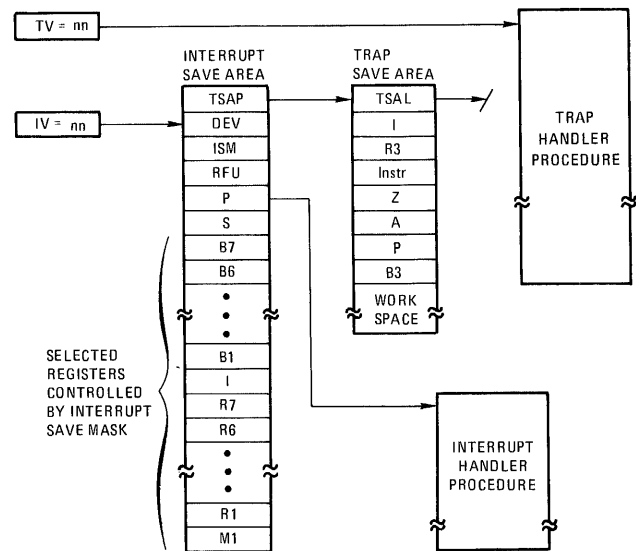 TV = nn
INTERRUPT
SAVE AREA
TRAP
SAVE AREA
TSAP
TSAL
IV = nn
DEV
I
ISM
R3
RFU
Instr
P
Z
S
A
B7
P
B6
B3
WORK
SPACE
TRAP
HANDLER
PROCEDURE
B1
I
R7
R6
R1
M1
SELECTED
REGISTERS
CONTROLLED
BY INTERRUPT
SAVE MASK
INTERRUPT
HANDLER
PROCEDURE